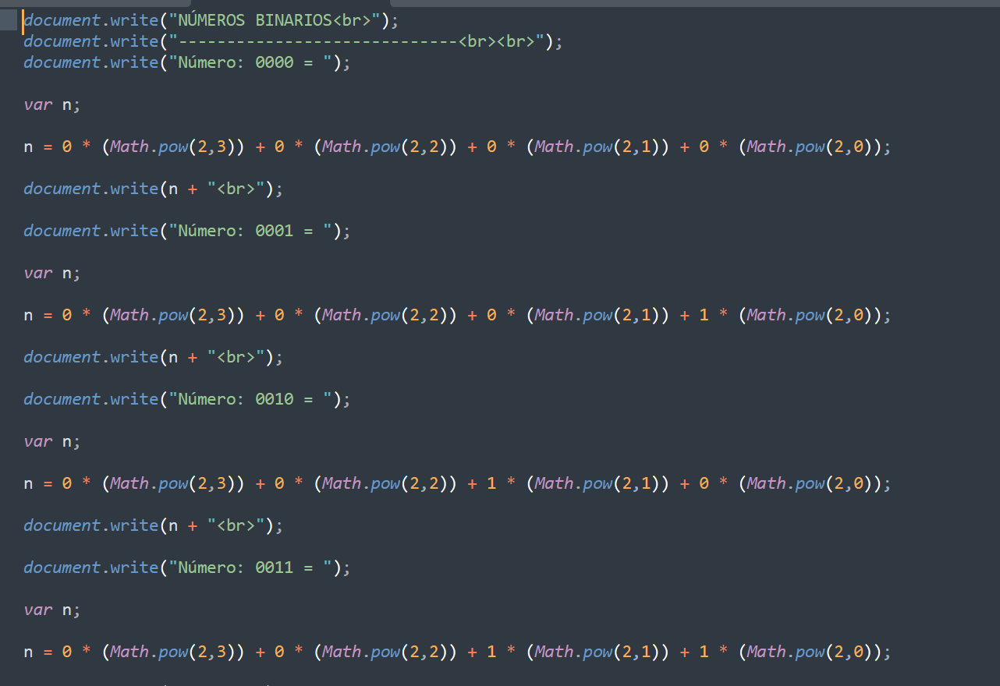 document.write("NÚMEROS BINARIOS<br>");
document.write("-----------------------------<br><br>");
document.write("Número: 0000 = ");
var n;
n = 0 * (Math.pow(2,3)) + 0 * (Math.pow(2,2)) + 0 * (Math.pow(2,1)) + 0 * (Math.pow(2,0));
document.write(n + "<br>");
document.write("Número: 0001 = ");
var n;
n = 0 * (Math.pow(2,3)) + 0 * (Math.pow(2,2)) + 0 * (Math.pow(2,1)) + 1 * (Math.pow(2,0));
document.write(n + "<br>");
document.write("Número: 0010 = ");
var n;
n = 0 * (Math.pow(2,3)) + 0 * (Math.pow(2,2)) + 1 * (Math.pow(2,1)) + 0 * (Math.pow(2,0));
document.write(n + "<br>");
document.write("Número: 0011 = ");
var n;
n = 0 * (Math.pow(2,3)) + 0 * (Math.pow(2,2)) + 1 * (Math.pow(2,1)) + 1 * (Math.pow(2,0));